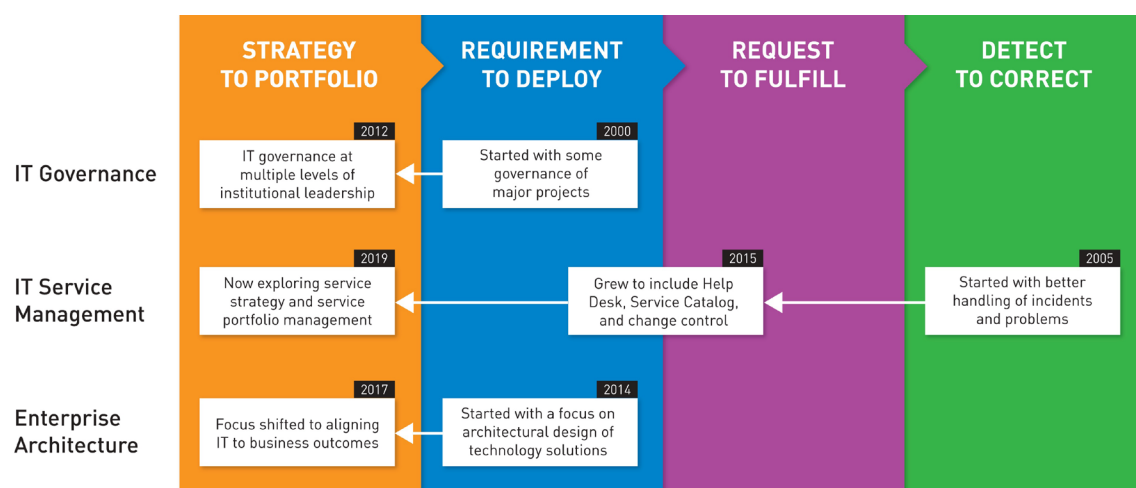 STRATEGY
TO PORTFOLIO
REQUIREMENT
TO DEPLOY
REQUEST
TO FULFILL
DETECT
TO CORRECT
IT Governance
2012
IT governance at
multiple levels of
institutional leadership
2000
Started with some
governance of
major projects
IT Service
Management
2019
Now exploring service
strategy and service
portfolio management
2015
Grew to include Help
Desk, Service Catalog,
and change control
2005
Started with better
handling of incidents
and problems
Enterprise
Architecture
2017
Focus shifted to aligning
IT to business outcomes
2014
Started with a focus on
architectural design of
technology solutions